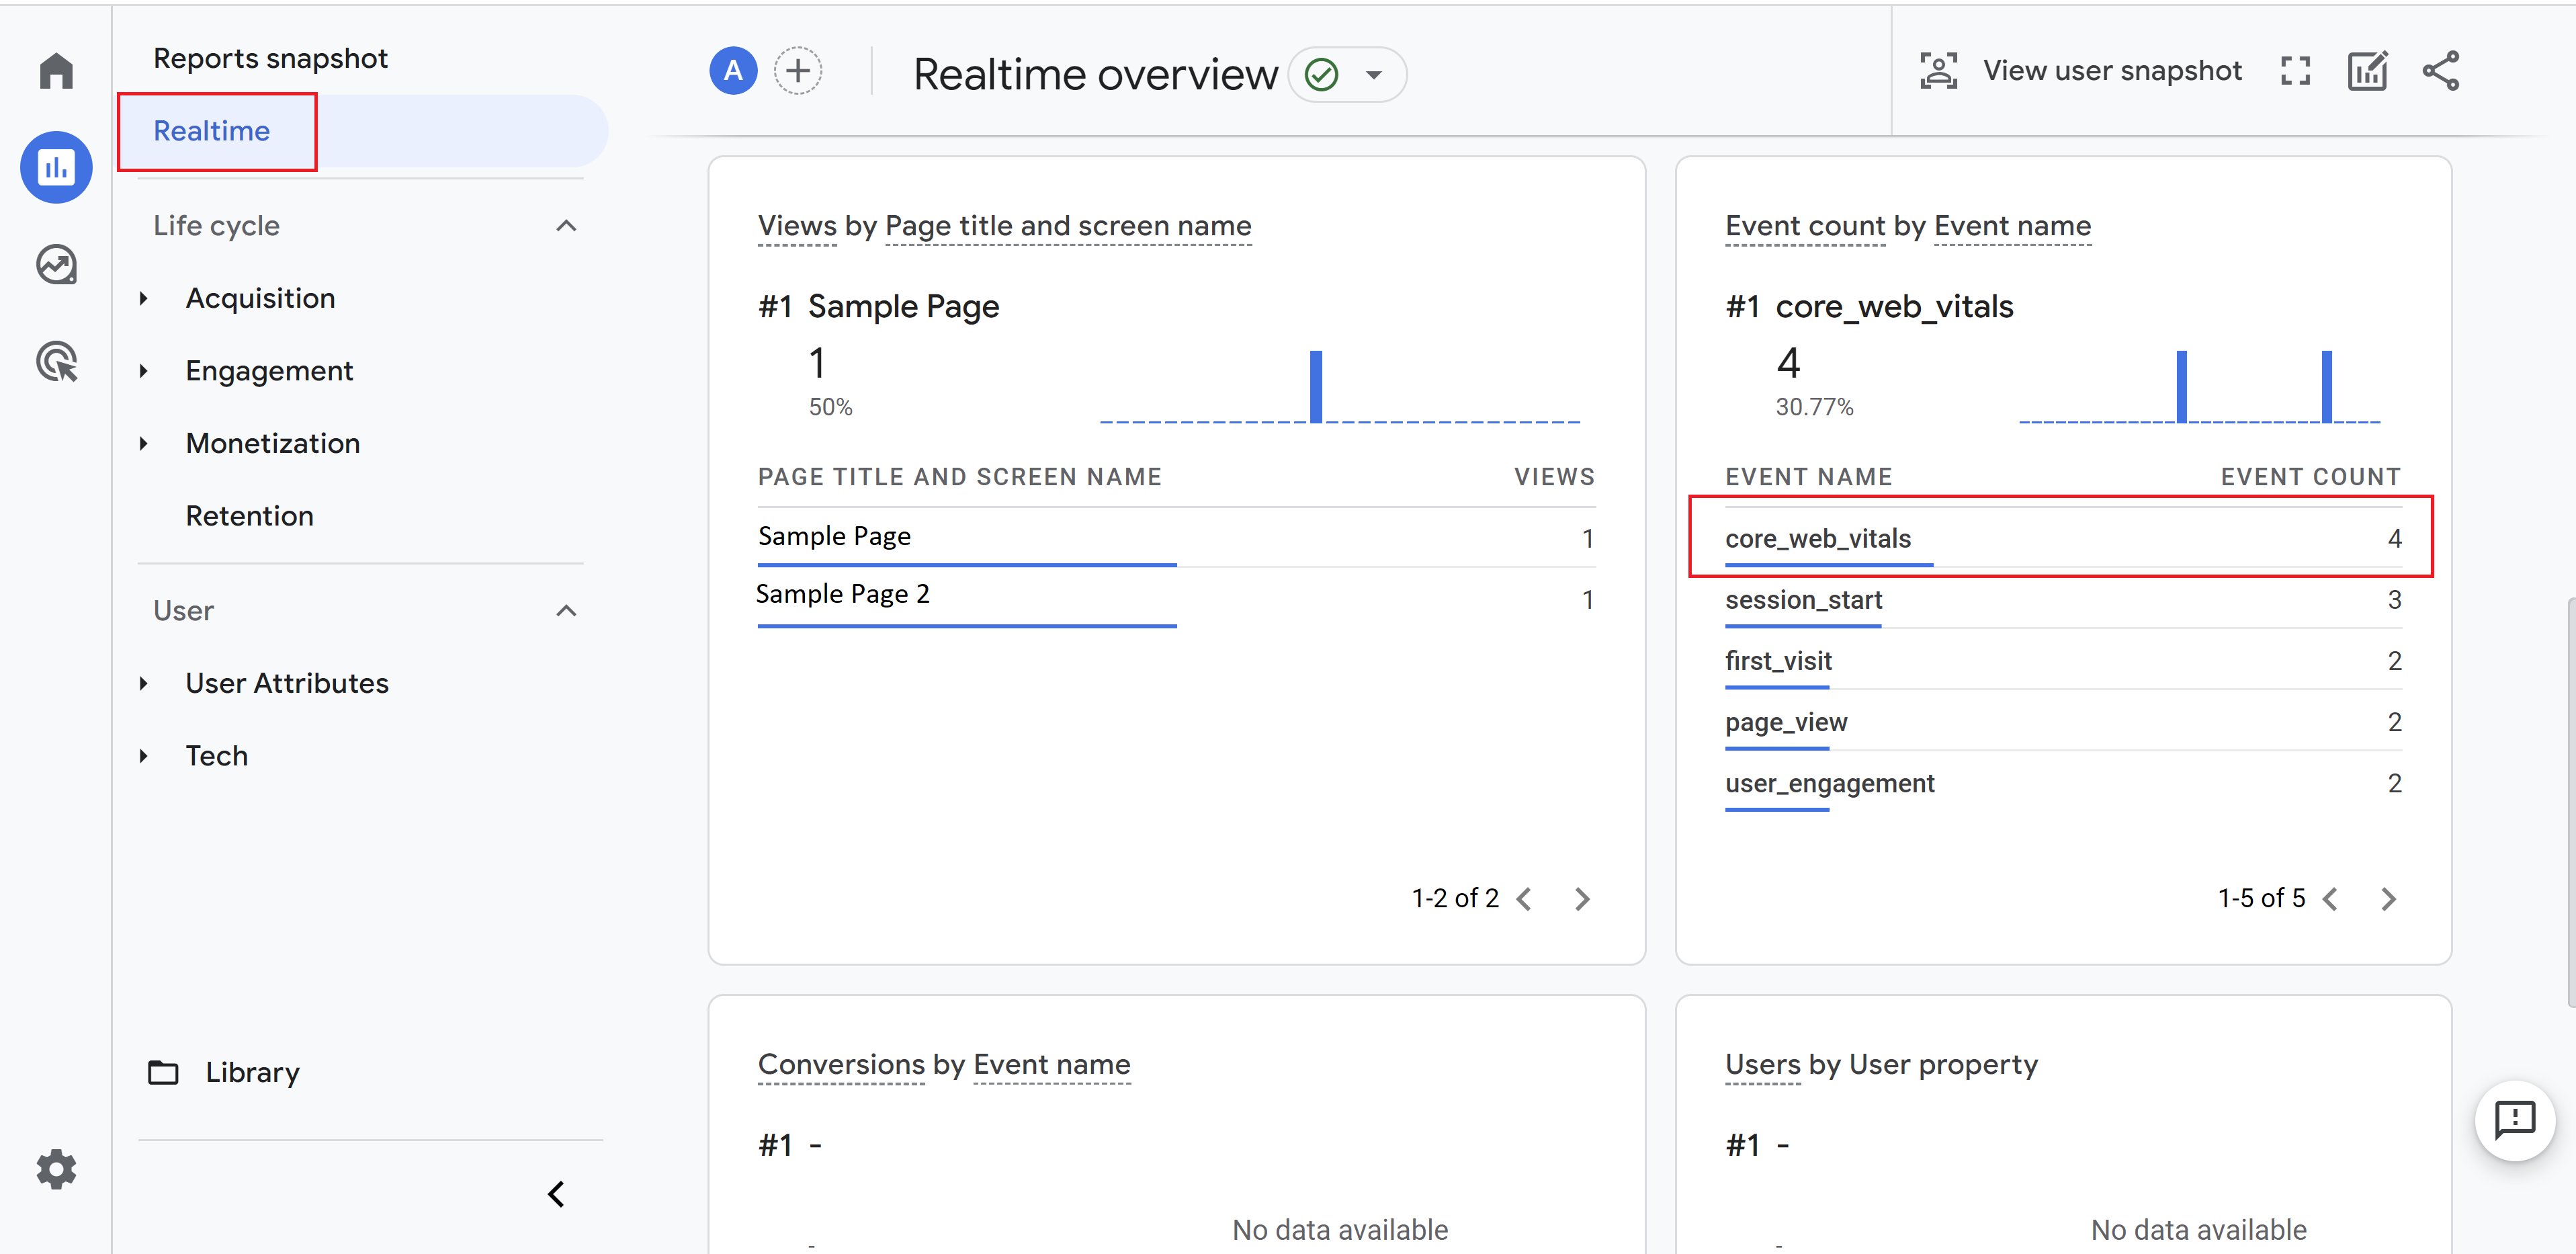 Reports snapshot
Realtime
Life cycle
Acquisition
Engagement
Monetization
Retention
User
User Attributes
Tech
Library
A
Realtime overview
View user snapshot
Views by Page title and screen name
#1 Sample Page
1
50%
PAGE TITLE AND SCREEN NAME VIEWS
Sample Page 1
Sample Page 2 1
1-2 of 2
Event count by Event name
#1 core_web_vitals
4
30.77%
EVENT NAME EVENT COUNT
core_web_vitals 4
session_start 3
first_visit 2
page_view 2
user_engagement 2
1-5 of 5
Conversions by Event name
#1 -
-
No data available
Users by User property
#1 -
-
No data available